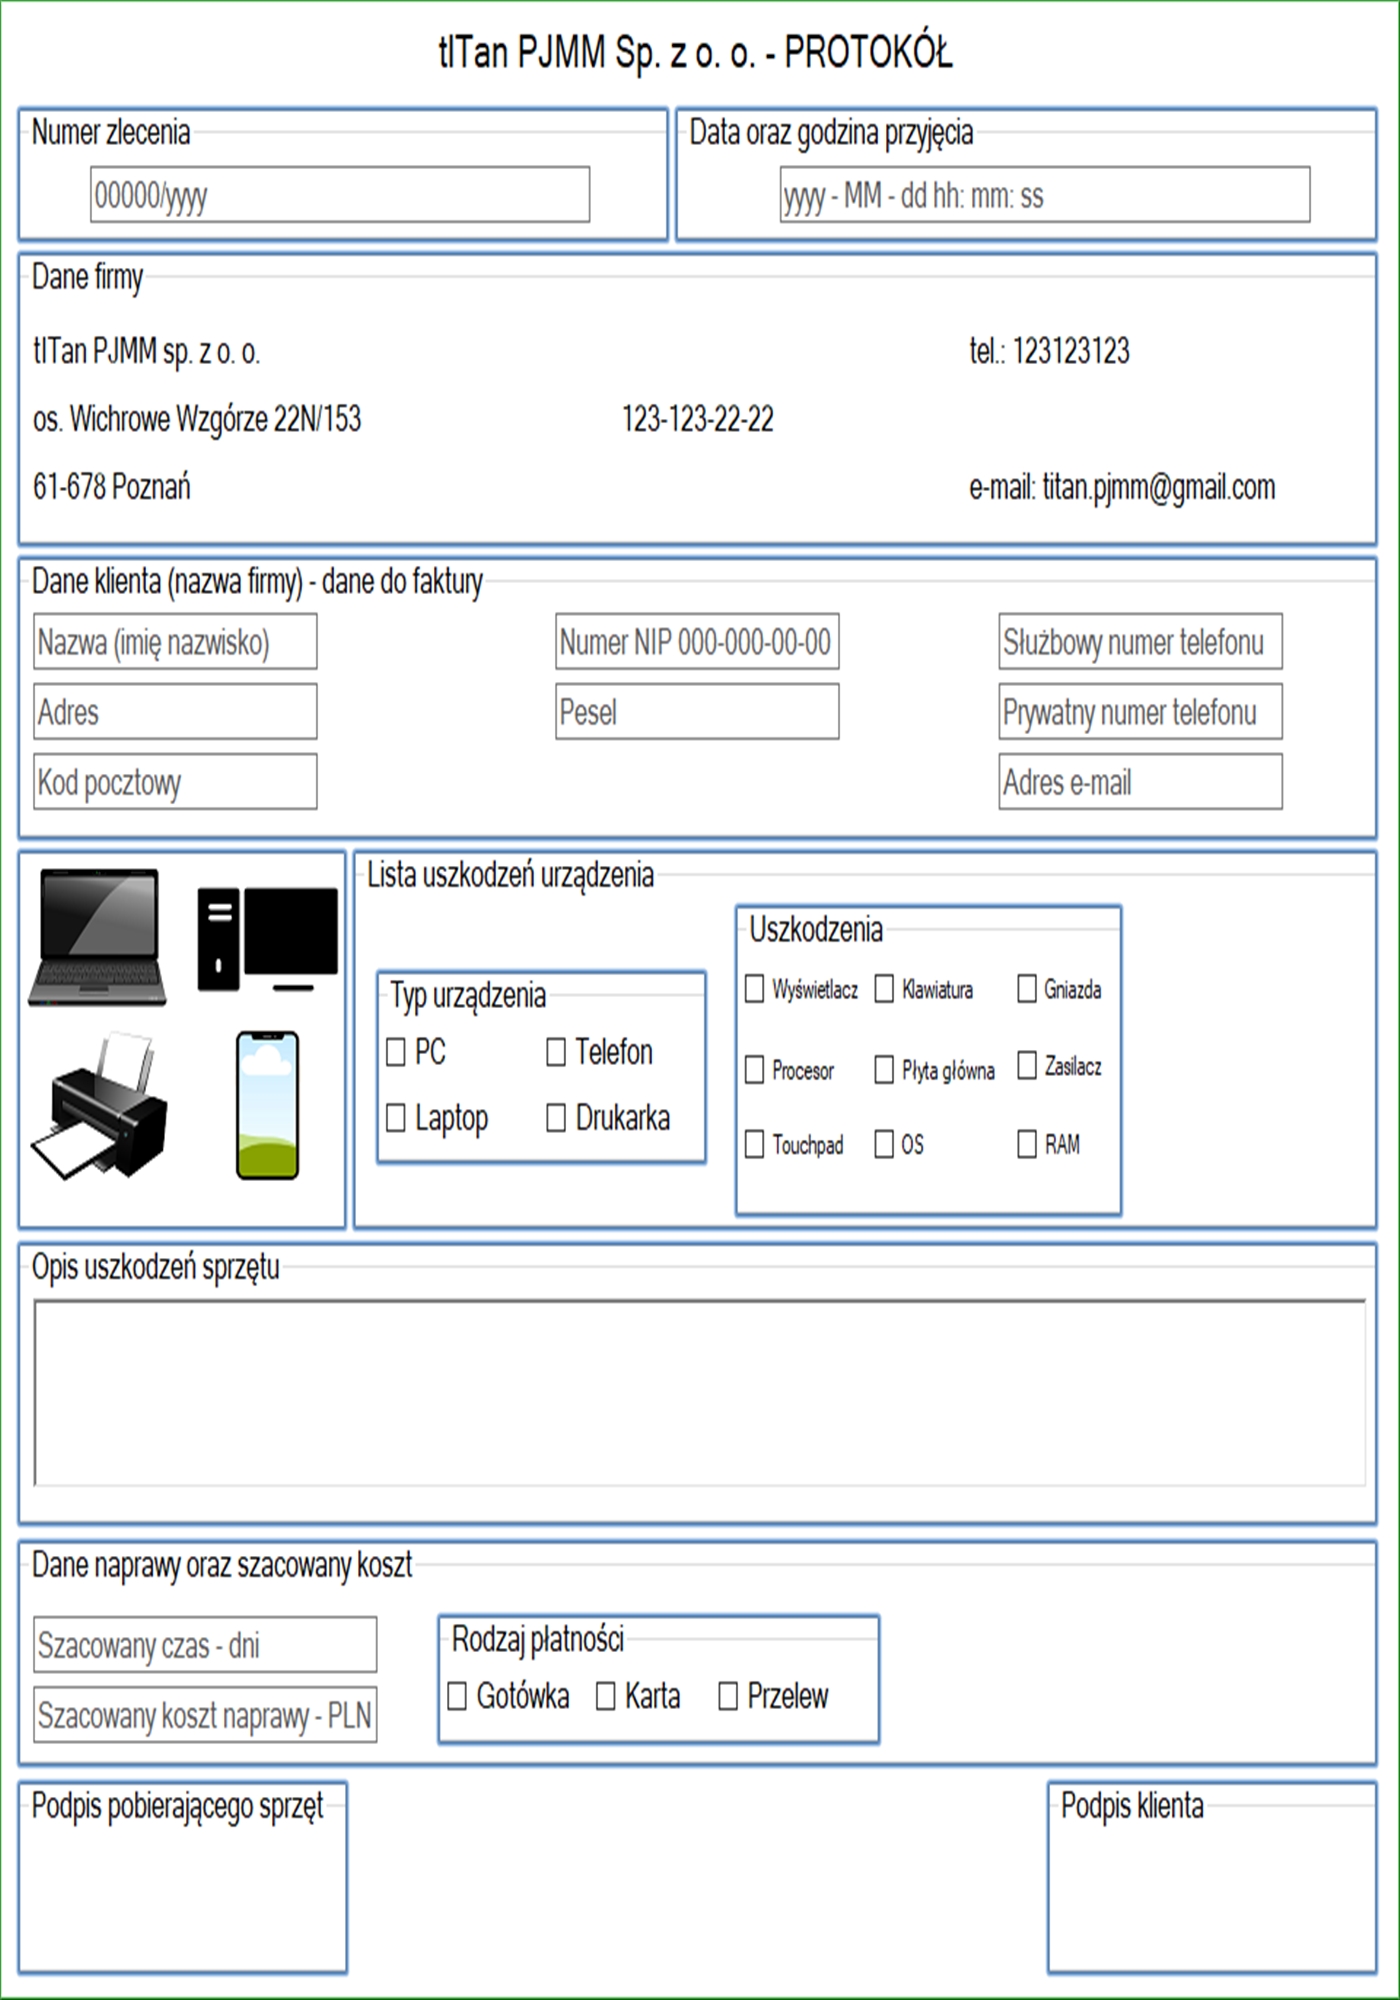 tITan PJMM Sp. z o. o. - PROTOKÓŁ
Numer zlecenia
00000/yyyy
Data oraz godzina przyjęcia
yyyy - MM - dd hh: mm: ss
Dane firmy
tITan PJMM sp. z o. o.
tel.: 123123123
os. Wichrowe Wzgórze 22N/153
123-123-22-22
61-678 Poznań
e-mail: titan.pjmm@gmail.com
Dane klienta (nazwa firmy) - dane do faktury
Nazwa (imię nazwisko)
Numer NIP 000-000-00-00
Służbowy numer telefonu
Adres
Pesel
Prywatny numer telefonu
Kod pocztowy
Adres e-mail
Lista uszkodzeń urządzenia
Typ urządzenia
PC
Telefon
Laptop
Drukarka
Uszkodzenia
Wyświetlacz
Klawiatura
Gniazda
Procesor
Płyta główna
Zasilacz
Touchpad
OS
RAM
Opis uszkodzeń sprzętu
Dane naprawy oraz szacowany koszt
Szacowany czas - dni
Szacowany koszt naprawy - PLN
Rodzaj płatności
Gotówka
Karta
Przelew
Podpis pobierającego sprzęt
Podpis klienta